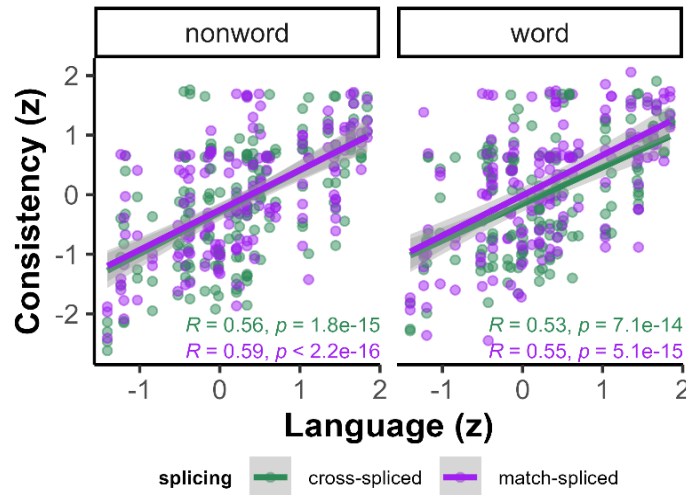 nonword
word
Consistency (z)
2
1
0
-1
-2
R = 0.56, p = 1.8e-15
R = 0.59, p < 2.2e-16
R = 0.53, p = 7.1e-14
R = 0.55, p = 5.1e-15
-1 0 1 2
-1 0 1 2
Language (z)
splicing cross-spliced match-spliced